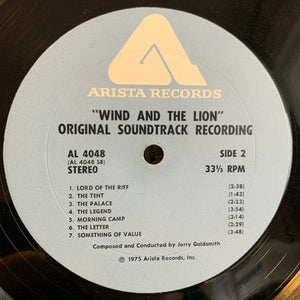 ARISTA RECORDS
"WIND AND THE LION"
ORIGINAL SOUNDTRACK RECORDING
AL 4048 SIDE 2
(AL 4048 SB)
STEREO 33⅓ RPM
1. LORD OF THE RIFF (2:38)
2. THE TENT (1:43)
3. THE PALACE (2:23)
4. THE LEGEND (3:54)
5. MORNING CAMP (3:14)
6. THE LETTER (2:29)
7. SOMETHING OF VALUE (3:48)
Composed and Conducted by Jerry Goldsmith
℗ 1975 Arista Records, Inc.